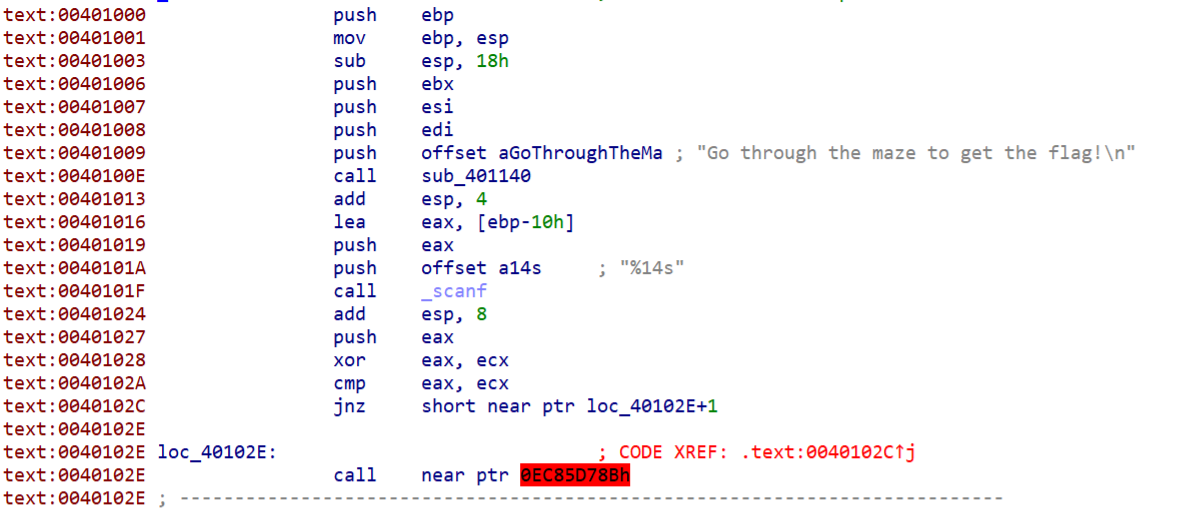 text:00401000 push ebp
text:00401001 mov ebp, esp
text:00401003 sub esp, 18h
text:00401006 push ebx
text:00401007 push esi
text:00401008 push edi
text:00401009 push offset aGoThroughTheMa ; "Go through the maze to get the flag!\n"
text:0040100E call sub_401140
text:00401013 add esp, 4
text:00401016 lea eax, [ebp-10h]
text:00401019 push eax
text:0040101A push offset a14s ; "%14s"
text:0040101F call _scanf
text:00401024 add esp, 8
text:00401027 push eax
text:00401028 xor eax, ecx
text:0040102A cmp eax, ecx
text:0040102C jnz short near ptr loc_40102E+1
text:0040102E
text:0040102E loc_40102E: ; CODE XREF: .text:0040102C↑j
text:0040102E call near ptr 0EC85D78Bh
text:0040102E ; ---------------------------------------------------------------------------